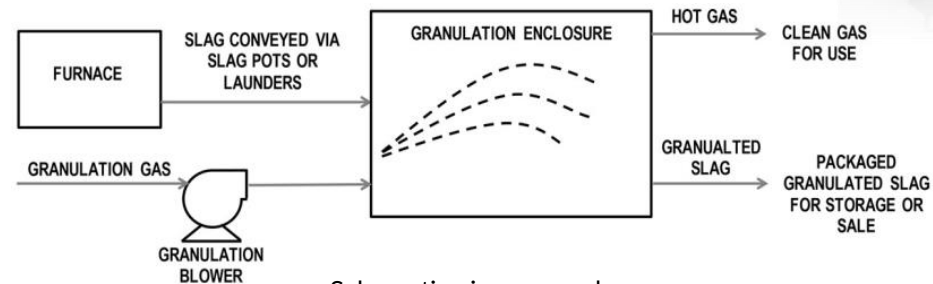 FURNACE
SLAG CONVEYED VIA
SLAG POTS OR
LAUNDERS
GRANULATION ENCLOSURE
HOT GAS
CLEAN GAS
FOR USE
GRANULATION GAS
GRANULATION
BLOWER
GRANUALTED
SLAG
PACKAGED
GRANULATED SLAG
FOR STORAGE OR
SALE